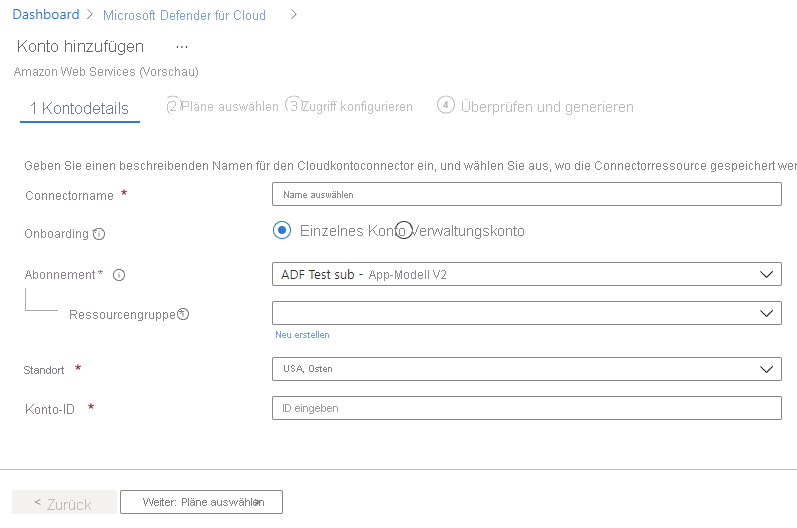 Dashboard > Microsoft Defender für Cloud >
Konto hinzufügen ...
Amazon Web Services (Vorschau)
1 Kontodetails 2 Pläne auswählen 3 Zugriff konfigurieren 4 Überprüfen und generieren
Geben Sie einen beschreibenden Namen für den Cloudkontoconnector ein, und wählen Sie aus, wo die Connectorressource gespeichert wer
Connectorname * Name auswählen
Onboarding * Einzelnes Konto Verwaltungskonto
Abonnement * ADF Test sub - App-Modell V2
Ressourcengruppe *
Neu erstellen
Standort * USA, Osten
Konto-ID * ID eingeben
< Zurück Weiter: Pläne auswählen >